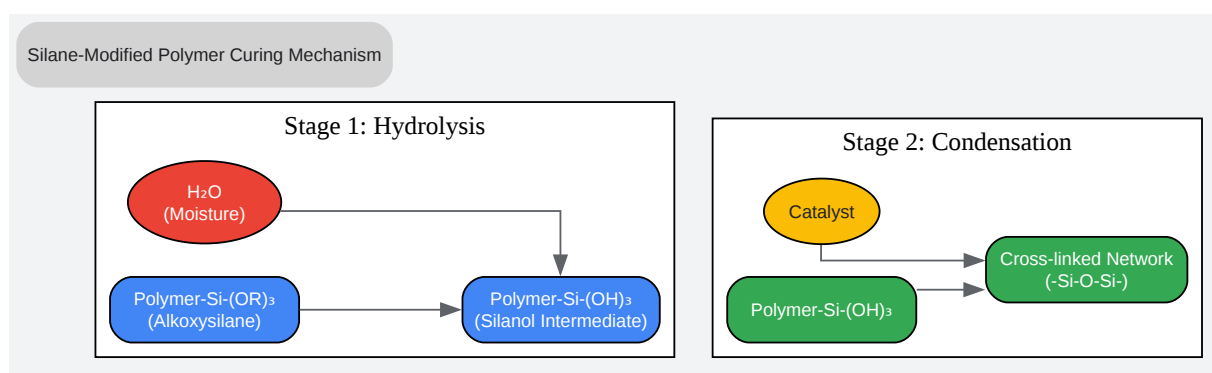 Silane-Modified Polymer Curing Mechanism
Stage 1: Hydrolysis
H₂O
(Moisture)
Polymer-Si-(OR)₃
(Alkoxysilane)
Polymer-Si-(OH)₃
(Silanol Intermediate)
Stage 2: Condensation
Catalyst
Polymer-Si-(OH)₃
Cross-linked Network
(-Si-O-Si-)